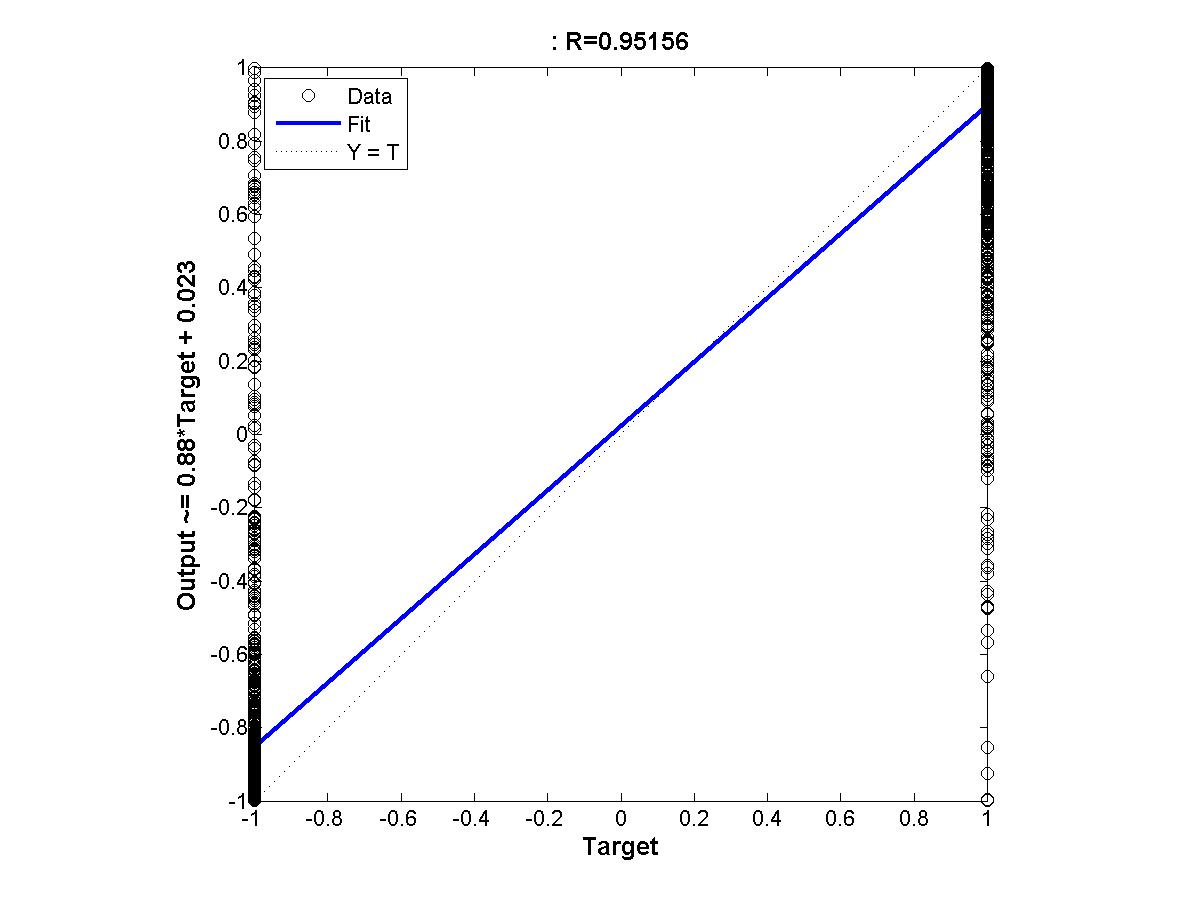 : R=0.95156
Data
Fit
Y = T
1
0.8
0.6
0.4
0.2
0
-0.2
-0.4
-0.6
-0.8
-1
Output ~= 0.88*Target + 0.023
-1 -0.8 -0.6 -0.4 -0.2 0 0.2 0.4 0.6 0.8 1
Target